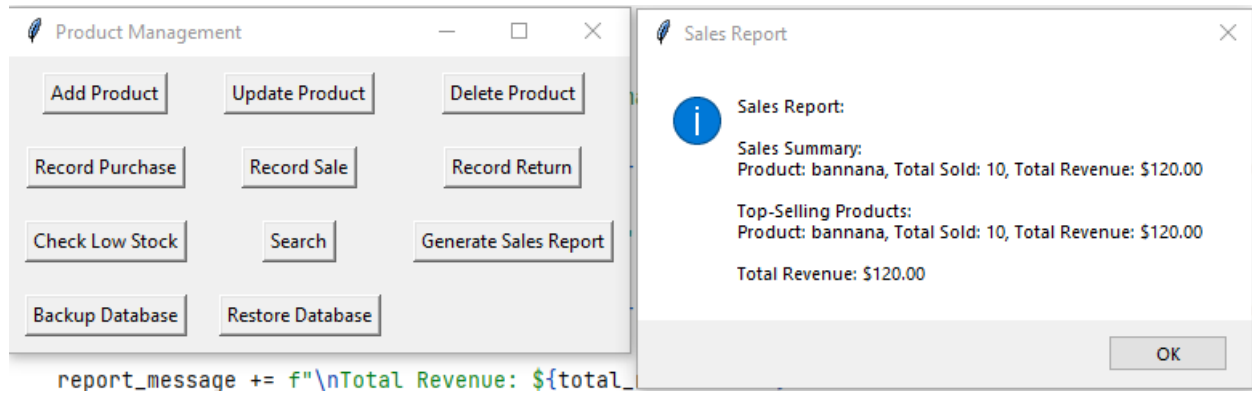 Product Management
Add Product Update Product Delete Product
Record Purchase Record Sale Record Return
Check Low Stock Search Generate Sales Report
Backup Database Restore Database
Sales Report
Sales Report:
Sales Summary:
Product: bannana, Total Sold: 10, Total Revenue: $120.00
Top-Selling Products:
Product: bannana, Total Sold: 10, Total Revenue: $120.00
Total Revenue: $120.00
OK
report_message += f"\nTotal Revenue: ${total_